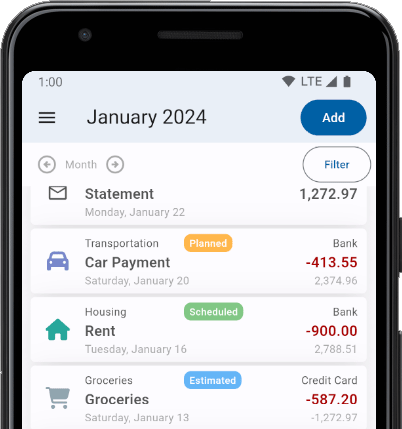 1:00 LTE
January 2024 Add
Month Filter
Statement 1,272.97
Monday, January 22
Transportation Planned Bank
Car Payment -413.55
Saturday, January 20 2,374.96
Housing Scheduled Bank
Rent -900.00
Tuesday, January 16 2,788.51
Groceries Estimated Credit Card
Groceries -587.20
Saturday, January 13 -1,272.97